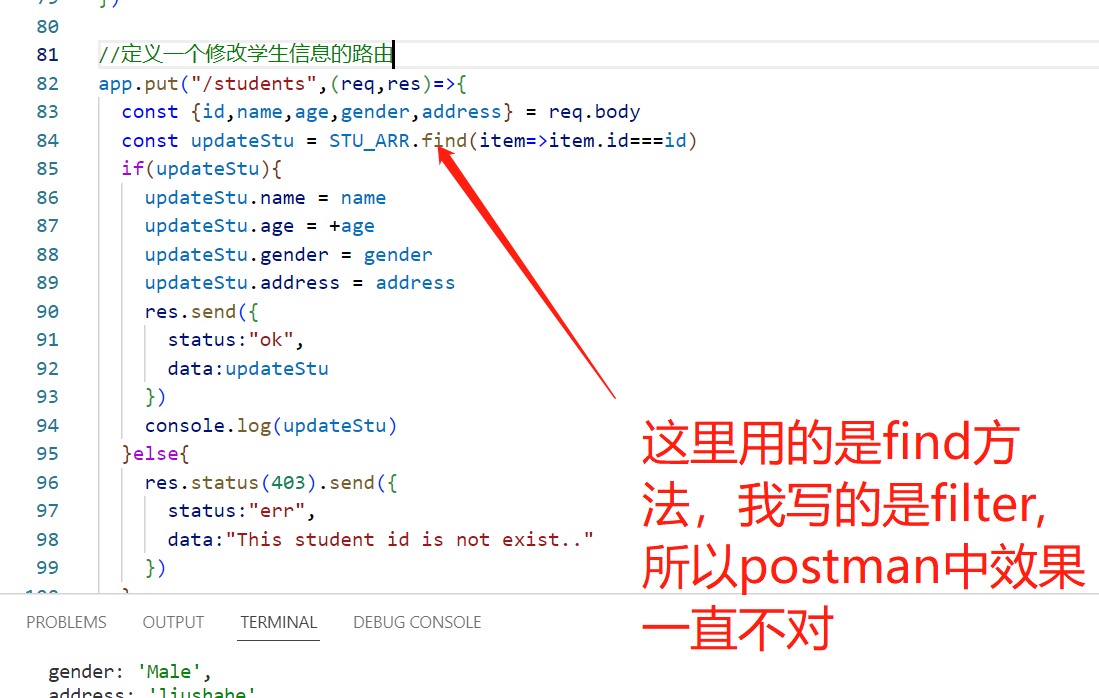 80
81 //定义一个修改学生信息的路由
82 app.put("/students",(req,res)=>{
83 const {id,name,age,gender,address} = req.body
84 const updateStu = STU_ARR.find(item=>item.id===id)
85 if(updateStu){
86 updateStu.name = name
87 updateStu.age = +age
88 updateStu.gender = gender
89 updateStu.address = address
90 res.send({
91 status:"ok",
92 data:updateStu
93 })
94 console.log(updateStu)
95 }else{
96 res.status(403).send({
97 status:"err",
98 data:"This student id is not exist.."
99 })
这里用的是find方
法，我写的是filter,
所以postman中效果
一直不对
PROBLEMS OUTPUT TERMINAL DEBUG CONSOLE
gender: 'Male',
address: 'liushahe'